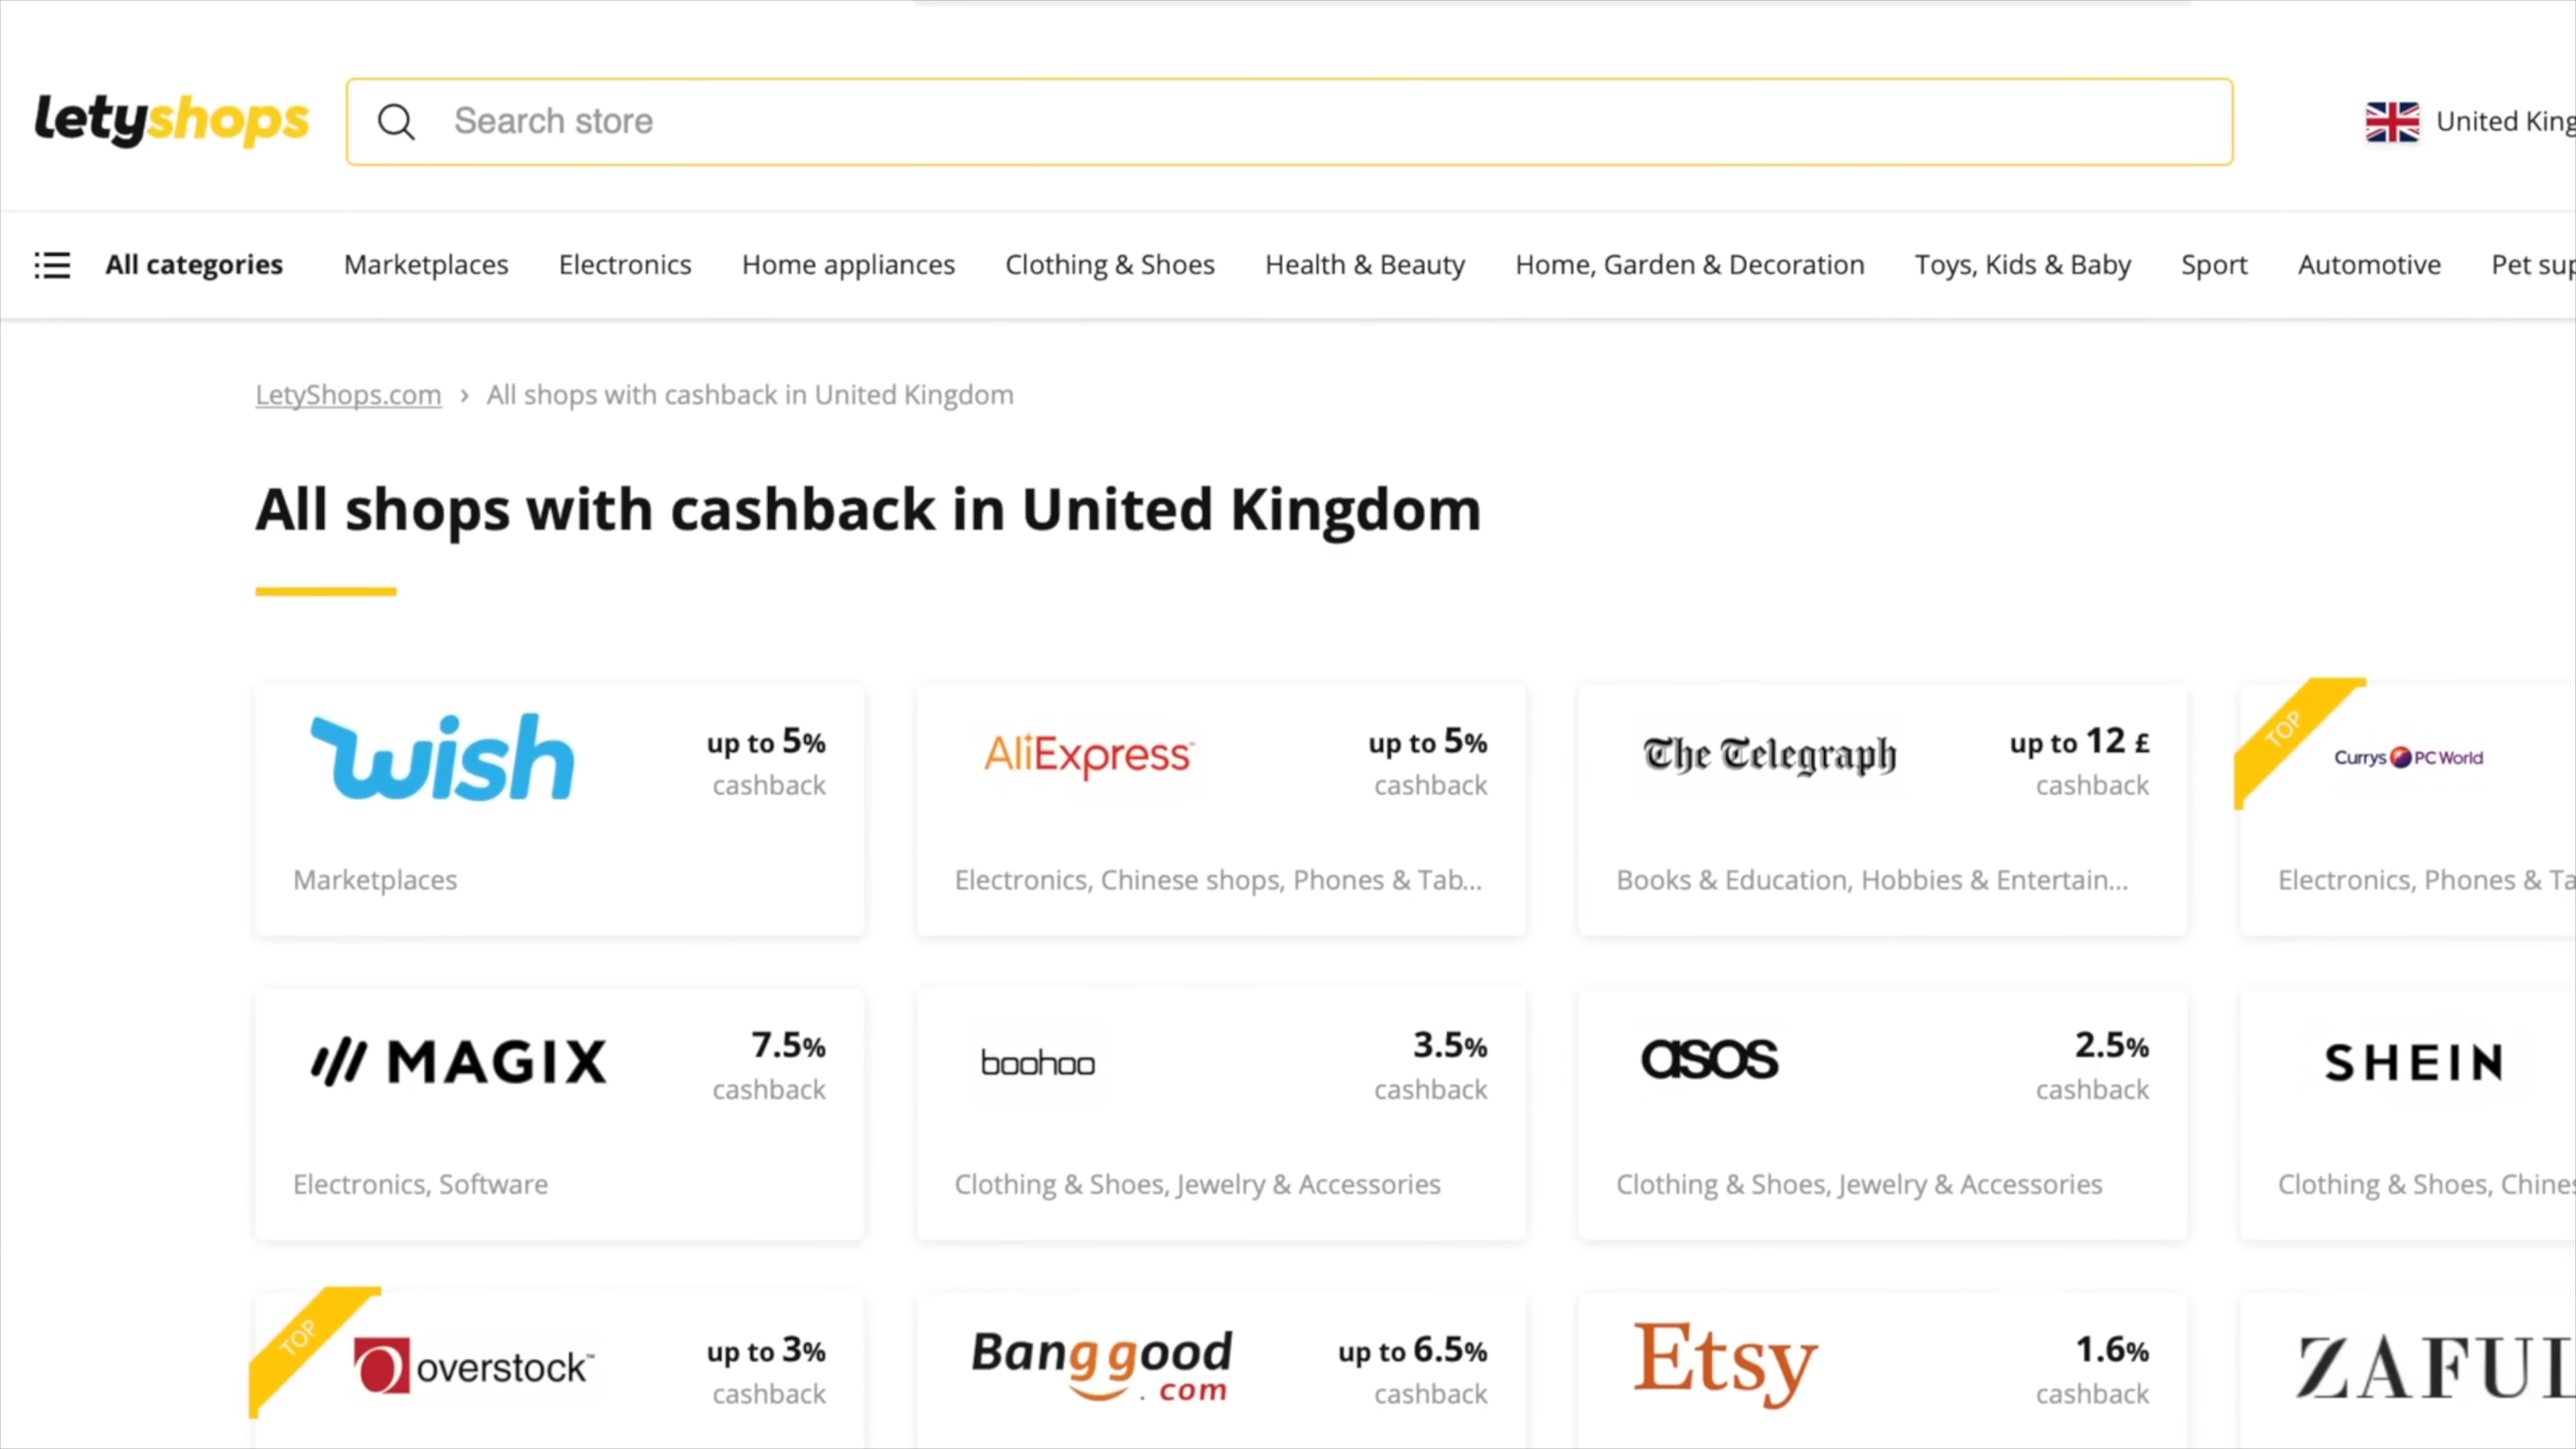 letyshops
Search store
United King
All categories
Marketplaces
Electronics
Home appliances
Clothing & Shoes
Health & Beauty
Home, Garden & Decoration
Toys, Kids & Baby
Sport
Automotive
Pet sup
LetyShops.com › All shops with cashback in United Kingdom
All shops with cashback in United Kingdom
wish
up to 5%
cashback
Marketplaces
AliExpress™
up to 5%
cashback
Electronics, Chinese shops, Phones & Tab...
The Telegraph
up to 12 £
cashback
Books & Education, Hobbies & Entertain...
TOP
Currys PC World
Electronics, Phones & Ta
MAGIX
7.5%
cashback
Electronics, Software
boohoo
3.5%
cashback
Clothing & Shoes, Jewelry & Accessories
asos
2.5%
cashback
Clothing & Shoes, Jewelry & Accessories
SHEIN
Clothing & Shoes, Chines
TOP
overstock™
up to 3%
cashback
Banggood
.com
up to 6.5%
cashback
Etsy
1.6%
cashback
ZAFUL